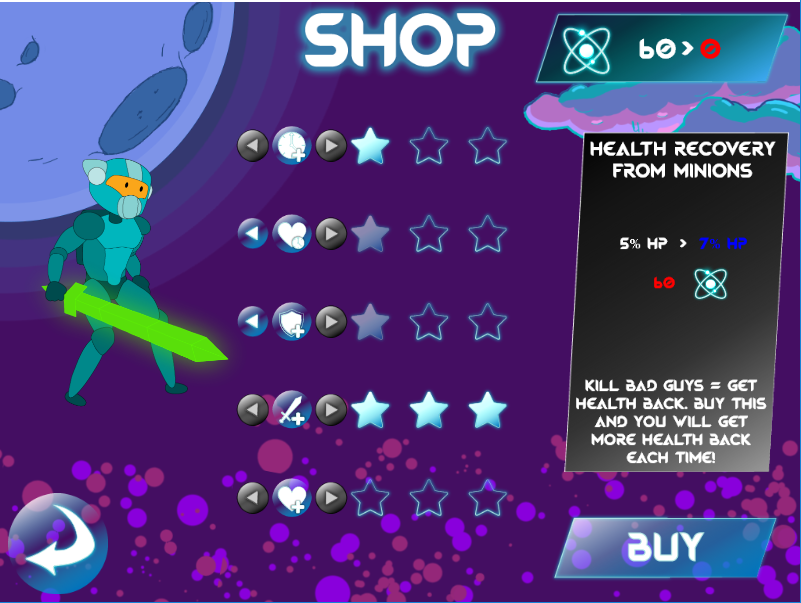 SHOP
60 > 0
HEALTH RECOVERY
FROM MINIONS
5% HP > 7% HP
60
KILL BAD GUYS = GET
HEALTH BACK. BUY THIS
AND YOU WILL GET
MORE HEALTH BACK
EACH TIME!
BUY